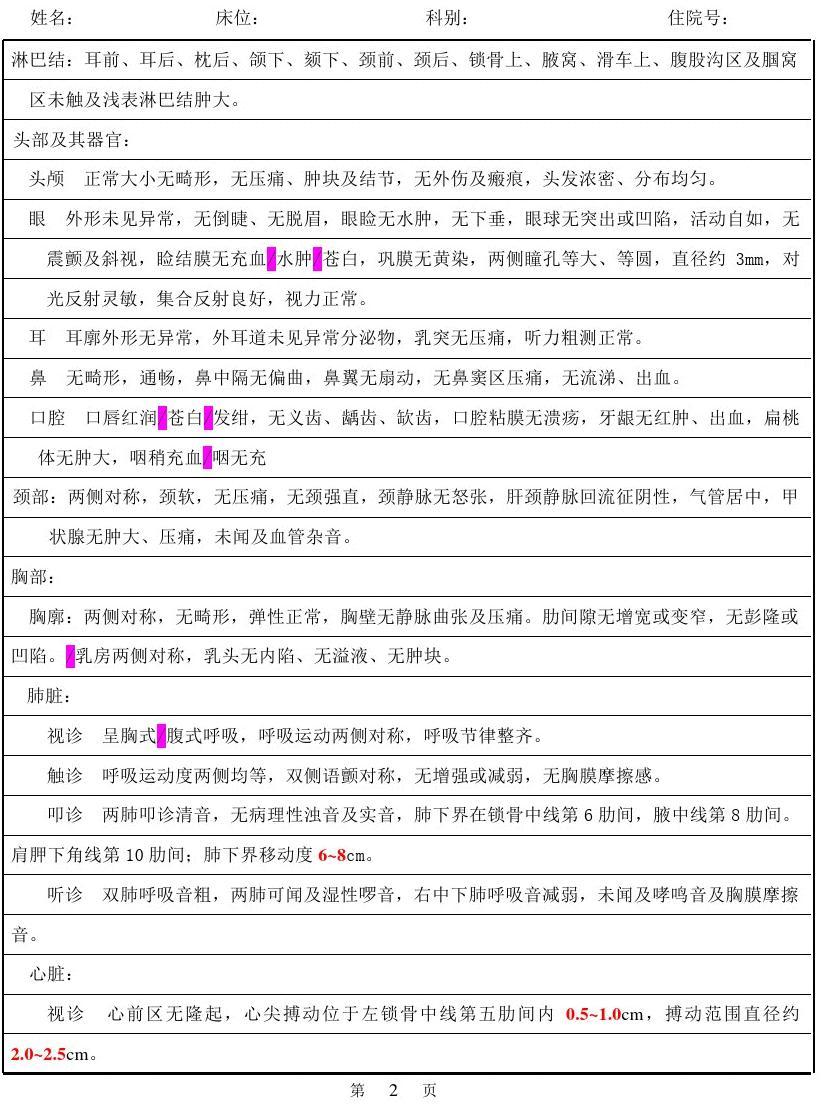 姓名： 床位： 科别： 住院号：
淋巴结：耳前、耳后、枕后、颌下、颏下、颈前、颈后、锁骨上、腋窝、滑车上、腹股沟区及腘窝
区未触及浅表淋巴结肿大。
头部及其器官：
头颅 正常大小无畸形，无压痛、肿块及结节，无外伤及瘢痕，头发浓密、分布均匀。
眼 外形未见异常，无倒睫、无脱眉，眼睑无水肿，无下垂，眼球无突出或凹陷，活动自如，无
震颤及斜视，睑结膜无充血/水肿/苍白，巩膜无黄染，两侧瞳孔等大、等圆，直径约 3mm，对
光反射灵敏，集合反射良好，视力正常。
耳 耳廓外形无异常，外耳道未见异常分泌物，乳突无压痛，听力粗测正常。
鼻 无畸形，通畅，鼻中隔无偏曲，鼻翼无扇动，无鼻窦区压痛，无流涕、出血。
口腔 口唇红润/苍白/发绀，无义齿、龋齿、缺齿，口腔粘膜无溃疡，牙龈无红肿、出血，扁桃
体无肿大，咽稍充血/咽无充
颈部：两侧对称，颈软，无压痛，无颈强直，颈静脉无怒张，肝颈静脉回流征阴性，气管居中，甲
状腺无肿大、压痛，未闻及血管杂音。
胸部：
胸廓：两侧对称，无畸形，弹性正常，胸壁无静脉曲张及压痛。肋间隙无增宽或变窄，无彭隆或
凹陷。/乳房两侧对称，乳头无内陷、无溢液、无肿块。
肺脏：
视诊 呈胸式/腹式呼吸，呼吸运动两侧对称，呼吸节律整齐。
触诊 呼吸运动度两侧均等，双侧语颤对称，无增强或减弱，无胸膜摩擦感。
叩诊 两肺叩诊清音，无病理性浊音及实音，肺下界在锁骨中线第 6 肋间，腋中线第 8 肋间。
肩胛下角线第 10 肋间；肺下界移动度 6~8cm。
听诊 双肺呼吸音粗，两肺可闻及湿性啰音，右中下肺呼吸音减弱，未闻及哮鸣音及胸膜摩擦
音。
心脏：
视诊 心前区无隆起，心尖搏动位于左锁骨中线第五肋间内 0.5~1.0cm，搏动范围直径约
2.0~2.5cm。
第 2 页